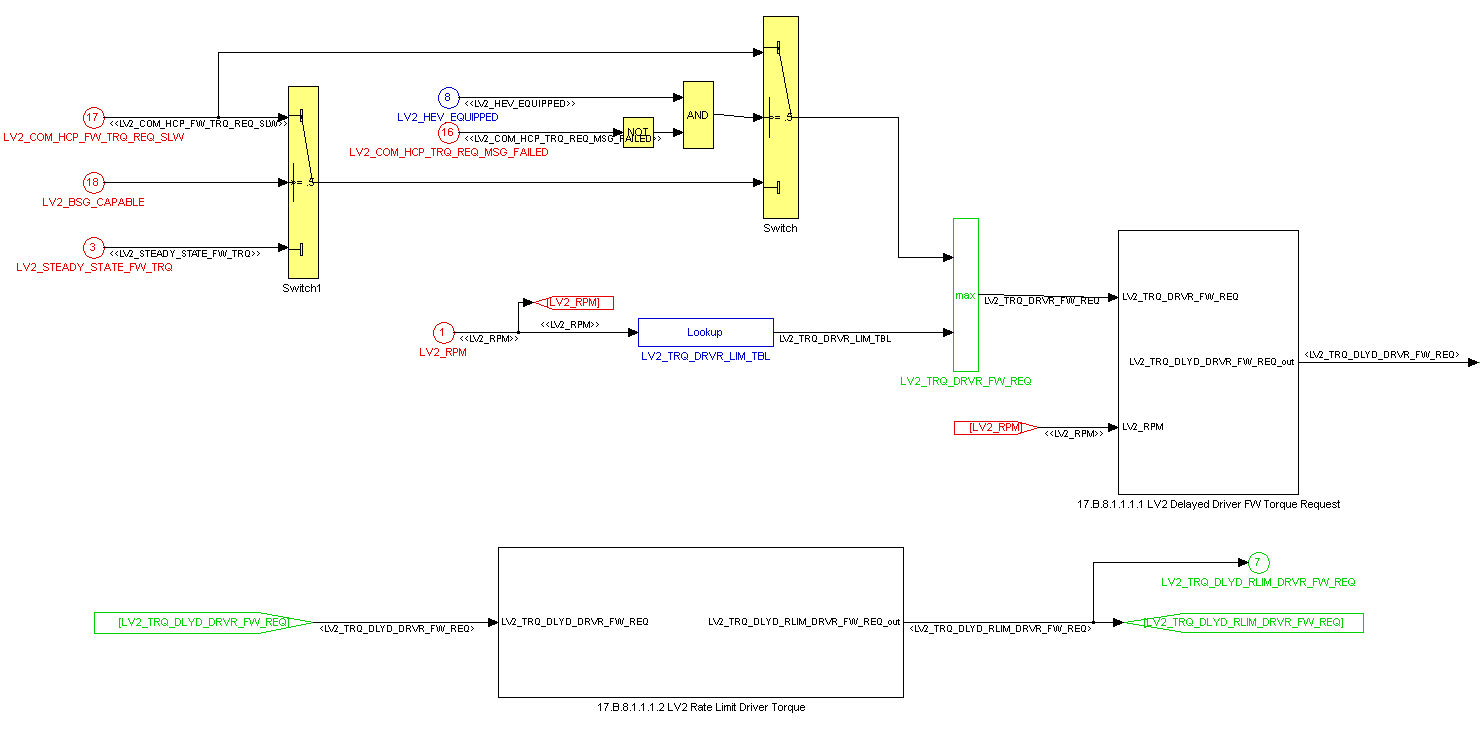 17
<<LV2_COM_HCP_FW_TRQ_REQ_SLW>>
LV2_COM_HCP_FW_TRQ_REQ_SLW
18
LV2_BSG_CAPABLE
3
<<LV2_STEADY_STATE_FW_TRQ>>
LV2_STEADY_STATE_FW_TRQ
>= .5
Switch1
8
<<LV2_HEV_EQUIPPED>>
LV2_HEV_EQUIPPED
16
<<LV2_COM_HCP_TRQ_REQ_MSG_FAILED>>
LV2_COM_HCP_TRQ_REQ_MSG_FAILED
NOT
AND
>= .5
Switch
1
<<LV2_RPM>>
LV2_RPM
[LV2_RPM]
<<LV2_RPM>>
Lookup
LV2_TRQ_DRVR_LIM_TBL
LV2_TRQ_DRVR_LIM_TBL
max
LV2_TRQ_DRVR_FW_REQ
LV2_TRQ_DRVR_FW_REQ
[LV2_RPM]
<<LV2_RPM>>
LV2_TRQ_DRVR_FW_REQ
LV2_TRQ_DLYD_DRVR_FW_REQ_out
LV2_RPM
<LV2_TRQ_DLYD_DRVR_FW_REQ>
17.B.8.1.1.1.1 LV2 Delayed Driver FW Torque Request
[LV2_TRQ_DLYD_DRVR_FW_REQ]
<LV2_TRQ_DLYD_DRVR_FW_REQ>
LV2_TRQ_DLYD_DRVR_FW_REQ
LV2_TRQ_DLYD_RLIM_DRVR_FW_REQ_out
<LV2_TRQ_DLYD_RLIM_DRVR_FW_REQ>
7
LV2_TRQ_DLYD_RLIM_DRVR_FW_REQ
[LV2_TRQ_DLYD_RLIM_DRVR_FW_REQ]
17.B.8.1.1.1.2 LV2 Rate Limit Driver Torque